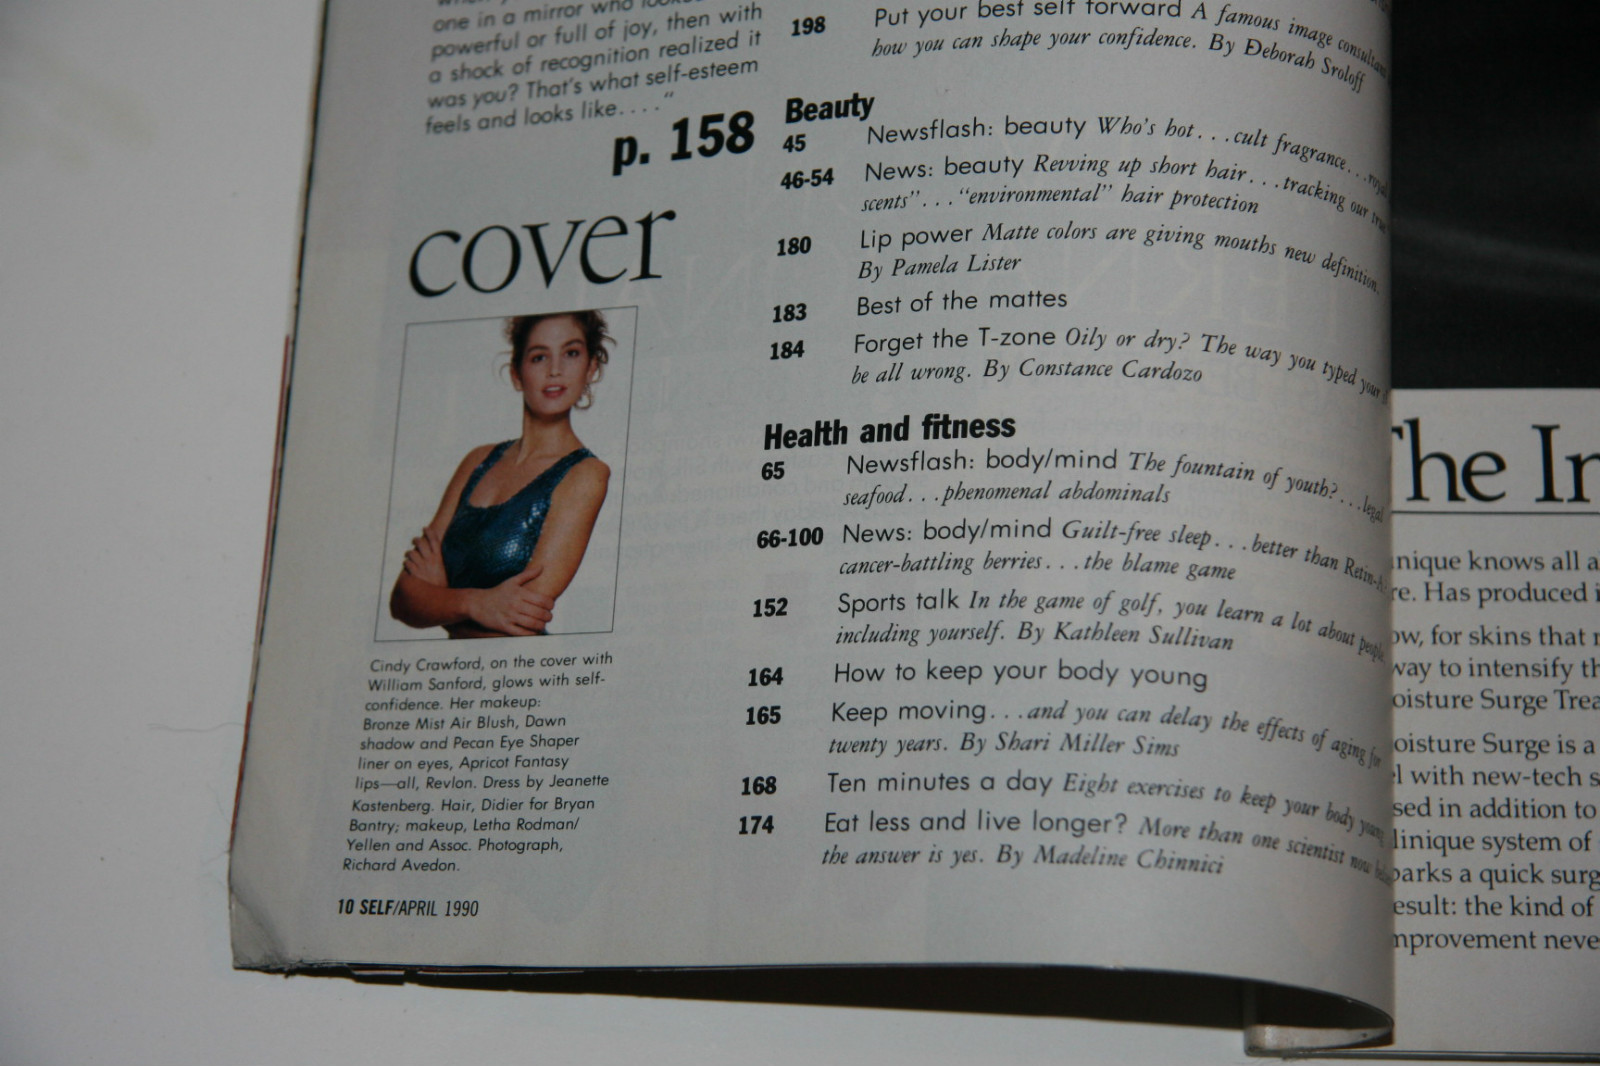 one in a mirror who
powerful or full of joy, then with
a shock of recognition realized it
was you? That's what self-esteem
feels and looks like. . . . "
p. 158
cover
Cindy Crawford, on the cover with
William Sanford, glows with self-
confidence. Her makeup:
Bronze Mist Air Blush, Dawn
shadow and Pecan Eye Shaper
liner on eyes, Apricot Fantasy
lips—all, Revlon. Dress by Jeanette
Kastenberg. Hair, Didier for Bryan
Bantry; makeup, Letha Rodman/
Yellen and Assoc. Photograph,
Richard Avedon.
10 SELF/APRIL 1990
198 Put your best self forward A famous image consultant
how you can shape your confidence. By Deborah Sroloff
Beauty
45 Newsflash: beauty Who's hot. . .cult fragrance. . .
46-54 News: beauty Revving up short hair. . .tracking our
scents". . ."environmental" hair protection
180 Lip power Matte colors are giving mouths new definition.
By Pamela Lister
183 Best of the mattes
184 Forget the T-zone Oily or dry? The way you typed your
be all wrong. By Constance Cardozo
Health and fitness
65 Newsflash: body/mind The fountain of youth?. . .legal
seafood. . .phenomenal abdominals
66-100 News: body/mind Guilt-free sleep. . .better than Retin-A
cancer-battling berries. . .the blame game
152 Sports talk In the game of golf, you learn a lot about people,
including yourself. By Kathleen Sullivan
164 How to keep your body young
165 Keep moving. . .and you can delay the effects of aging for
twenty years. By Shari Miller Sims
168 Ten minutes a day Eight exercises to keep your body young
174 Eat less and live longer? More than one scientist now
the answer is yes. By Madeline Chinnici
The In
inique knows all a
re. Has produced i
ow, for skins that
way to intensify th
oisture Surge Trea
oisture Surge is a
el with new-tech s
sed in addition to
linique system of
parks a quick surg
esult: the kind of
mprovement neve